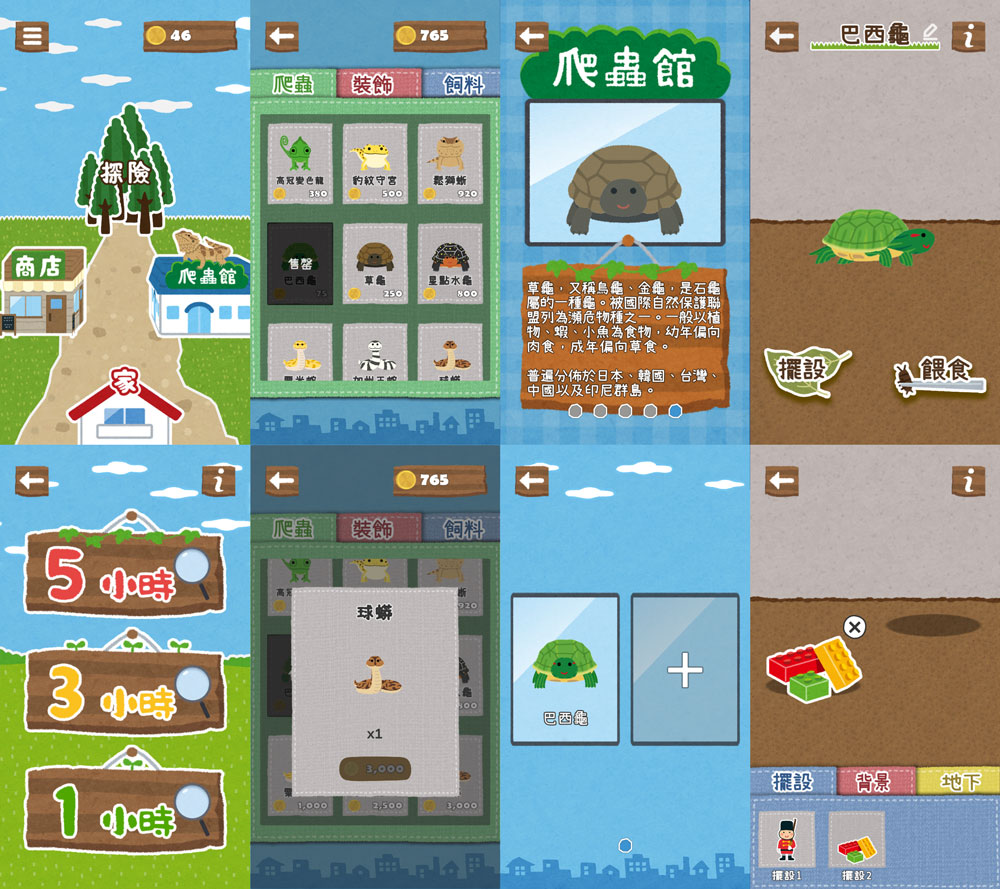 46
探險
商店
爬蟲館
家
765
爬蟲
裝飾
飼料
高冠變色龍
380
豹紋守宮
500
鬆獅蜥
920
售罄
巴西龜
25
草龜
250
星點水龜
800
球蟒
爬蟲館
草龜，又稱烏龜、金龜，是石龜
屬的一種龜。被國際自然保護聯
盟列為瀕危物種之一。一般以植
物、蝦、小魚為食物，幼年偏向
肉食，成年偏向草食。
普遍分佈於日本、韓國、台灣、
中國以及印尼群島。
巴西龜
i
擺設
餵食
i
5 小時
3 小時
1 小時
765
爬蟲
裝飾
飼料
920
球蟒
x1
3,000
1,000
2,500
3,000
巴西龜
i
擺設
背景
地下
擺設1
擺設2